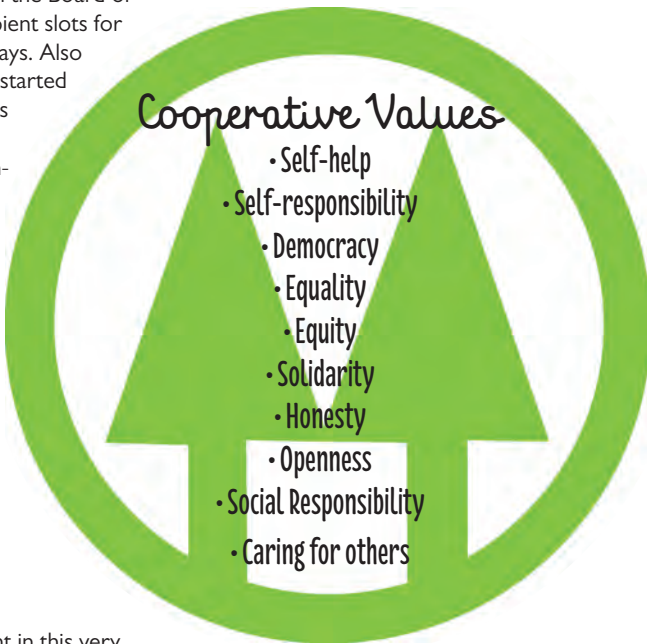 the Board of
pient slots for
ays. Also
started
s
Cooperative Values
• Self-help
• Self-responsibility
• Democracy
• Equality
• Equity
• Solidarity
• Honesty
• Openness
• Social Responsibility
• Caring for others
in this very